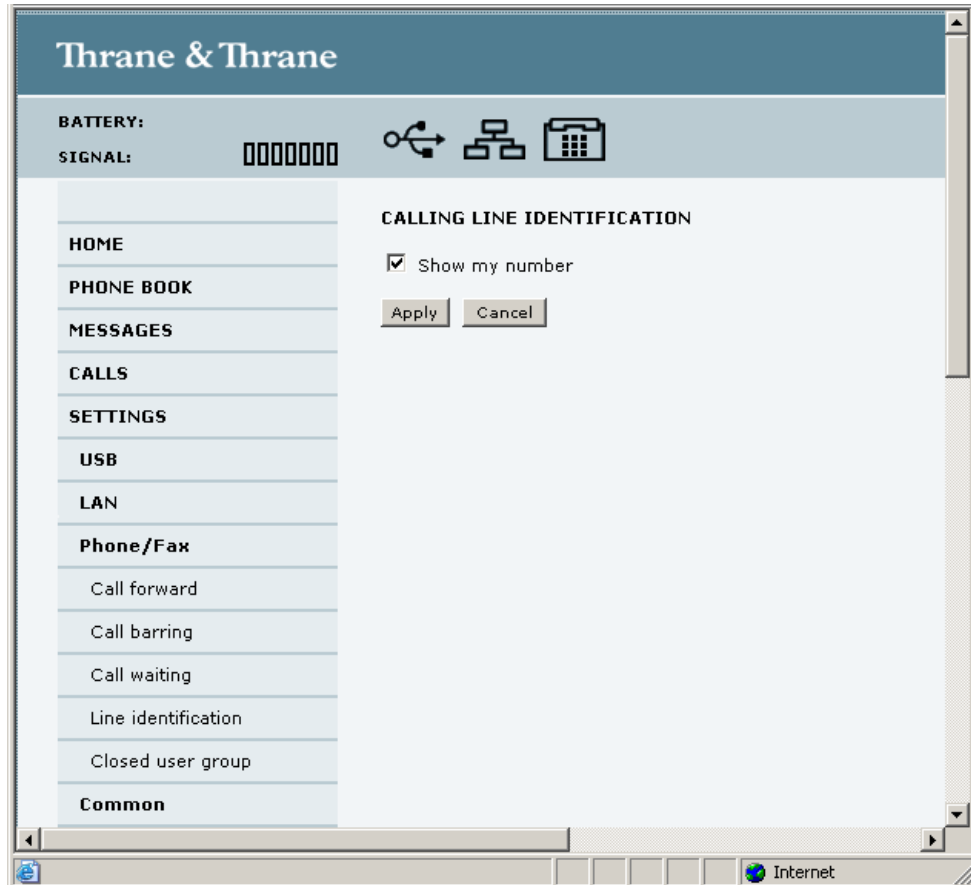 Thrane & Thrane
BATTERY:
SIGNAL:
HOME
PHONE BOOK
MESSAGES
CALLS
SETTINGS
USB
LAN
Phone/Fax
Call forward
Call barring
Call waiting
Line identification
Closed user group
Common
CALLING LINE IDENTIFICATION
Show my number
Apply Cancel
Internet